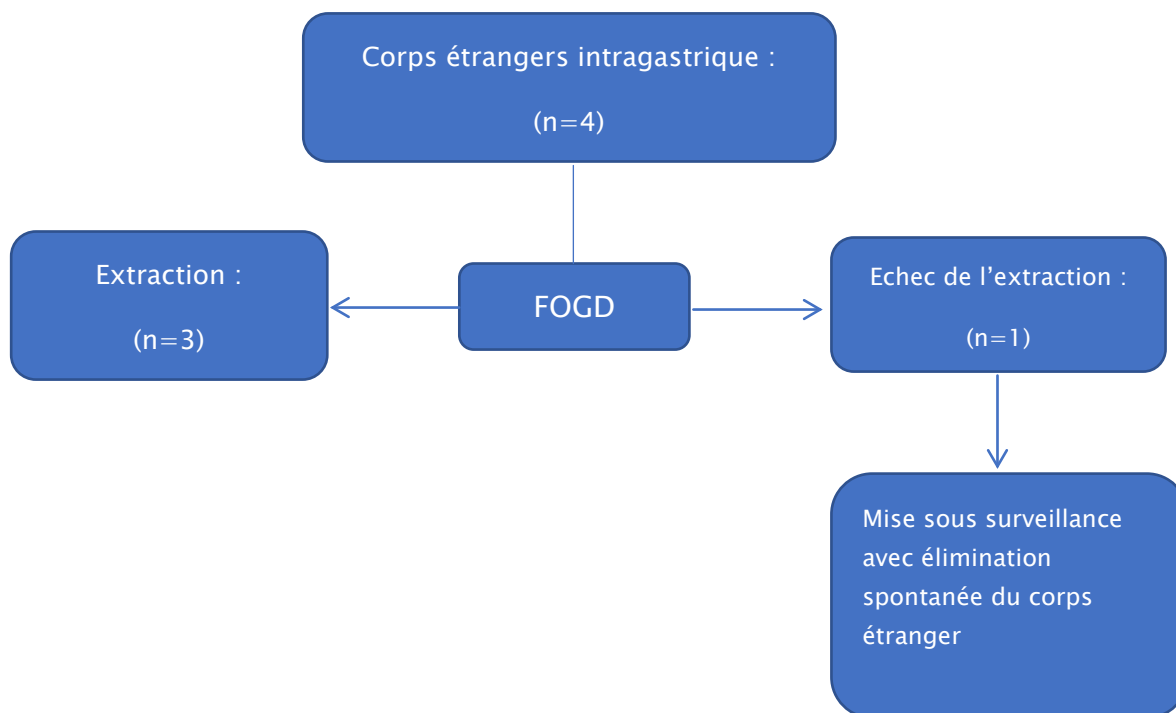 Corps étrangers intragastrique :
(n=4)
Extraction :
(n=3)
FOGD
Echec de l’extraction :
(n=1)
Mise sous surveillance
avec élimination
spontanée du corps
étranger